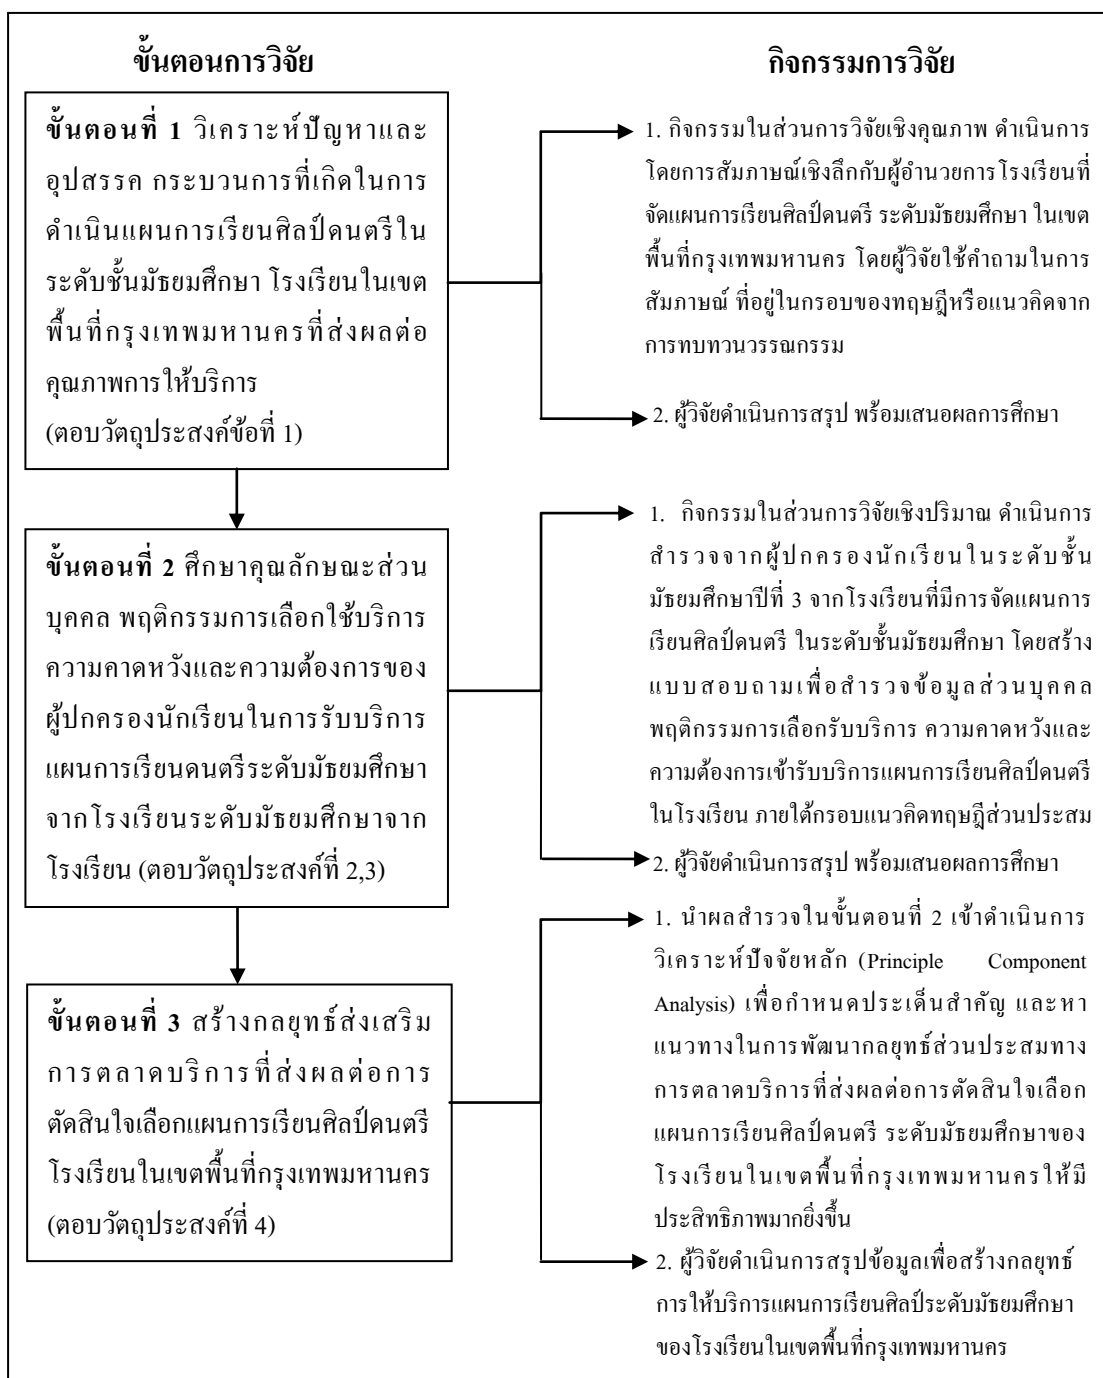 ขั้นตอนการวิจัย
กิจกรรมการวิจัย
ขั้นตอนที่ 1 วิเคราะห์ปัญหาและ
อุปสรรค กระบวนการที่เกิดในการ
ดำเนินแผนการเรียนศิลป์ดนตรีใน
ระดับชั้นมัธยมศึกษา โรงเรียนในเขต
พื้นที่กรุงเทพมหานครที่ส่งผลต่อ
คุณภาพการให้บริการ
(ตอบวัตถุประสงค์ข้อที่ 1)
1. กิจกรรมในส่วนการวิจัยเชิงคุณภาพ ดำเนินการ
โดยการสัมภาษณ์เชิงลึกกับผู้อำนวยการโรงเรียนที่
จัดแผนการเรียนศิลป์ดนตรี ระดับมัธยมศึกษา ในเขต
พื้นที่กรุงเทพมหานคร โดยผู้วิจัยใช้คำถามในการ
สัมภาษณ์ ที่อยู่ในกรอบของทฤษฎีหรือแนวคิดจาก
การทบทวนวรรณกรรม
2. ผู้วิจัยดำเนินการสรุป พร้อมเสนอผลการศึกษา
ขั้นตอนที่ 2 ศึกษาคุณลักษณะส่วน
บุคคล พฤติกรรมการเลือกใช้บริการ
ความคาดหวังและความต้องการของ
ผู้ปกครองนักเรียนในการรับบริการ
แผนการเรียนดนตรีระดับมัธยมศึกษา
จากโรงเรียนระดับมัธยมศึกษาจาก
โรงเรียน (ตอบวัตถุประสงค์ที่ 2,3)
1. กิจกรรมในส่วนการวิจัยเชิงปริมาณ ดำเนินการ
สำรวจจากผู้ปกครองนักเรียนในระดับชั้น
มัธยมศึกษาปีที่ 3 จากโรงเรียนที่มีการจัดแผนการ
เรียนศิลป์ดนตรี ในระดับชั้นมัธยมศึกษา โดยสร้าง
แบบสอบถามเพื่อสำรวจข้อมูลส่วนบุคคล
พฤติกรรมการเลือกรับบริการ ความคาดหวังและ
ความต้องการเข้ารับบริการแผนการเรียนศิลป์ดนตรี
ในโรงเรียน ภายใต้กรอบแนวคิดทฤษฎีส่วนประสม
2. ผู้วิจัยดำเนินการสรุป พร้อมเสนอผลการศึกษา
ขั้นตอนที่ 3 สร้างกลยุทธ์ส่งเสริม
การตลาดบริการที่ส่งผลต่อการ
ตัดสินใจเลือกแผนการเรียนศิลป์ดนตรี
โรงเรียนในเขตพื้นที่กรุงเทพมหานคร
(ตอบวัตถุประสงค์ที่ 4)
1. นำผลสำรวจในขั้นตอนที่ 2 เข้าดำเนินการ
วิเคราะห์ปัจจัยหลัก (Principle Component
Analysis) เพื่อกำหนดประเด็นสำคัญ และหา
แนวทางในการพัฒนากลยุทธ์ส่วนประสมทาง
การตลาดบริการที่ส่งผลต่อการตัดสินใจเลือก
แผนการเรียนศิลป์ดนตรี ระดับมัธยมศึกษาของ
โรงเรียนในเขตพื้นที่กรุงเทพมหานครให้มี
ประสิทธิภาพมากยิ่งขึ้น
2. ผู้วิจัยดำเนินการสรุปข้อมูลเพื่อสร้างกลยุทธ์
การให้บริการแผนการเรียนศิลประดับมัธยมศึกษา
ของโรงเรียนในเขตพื้นที่กรุงเทพมหานคร